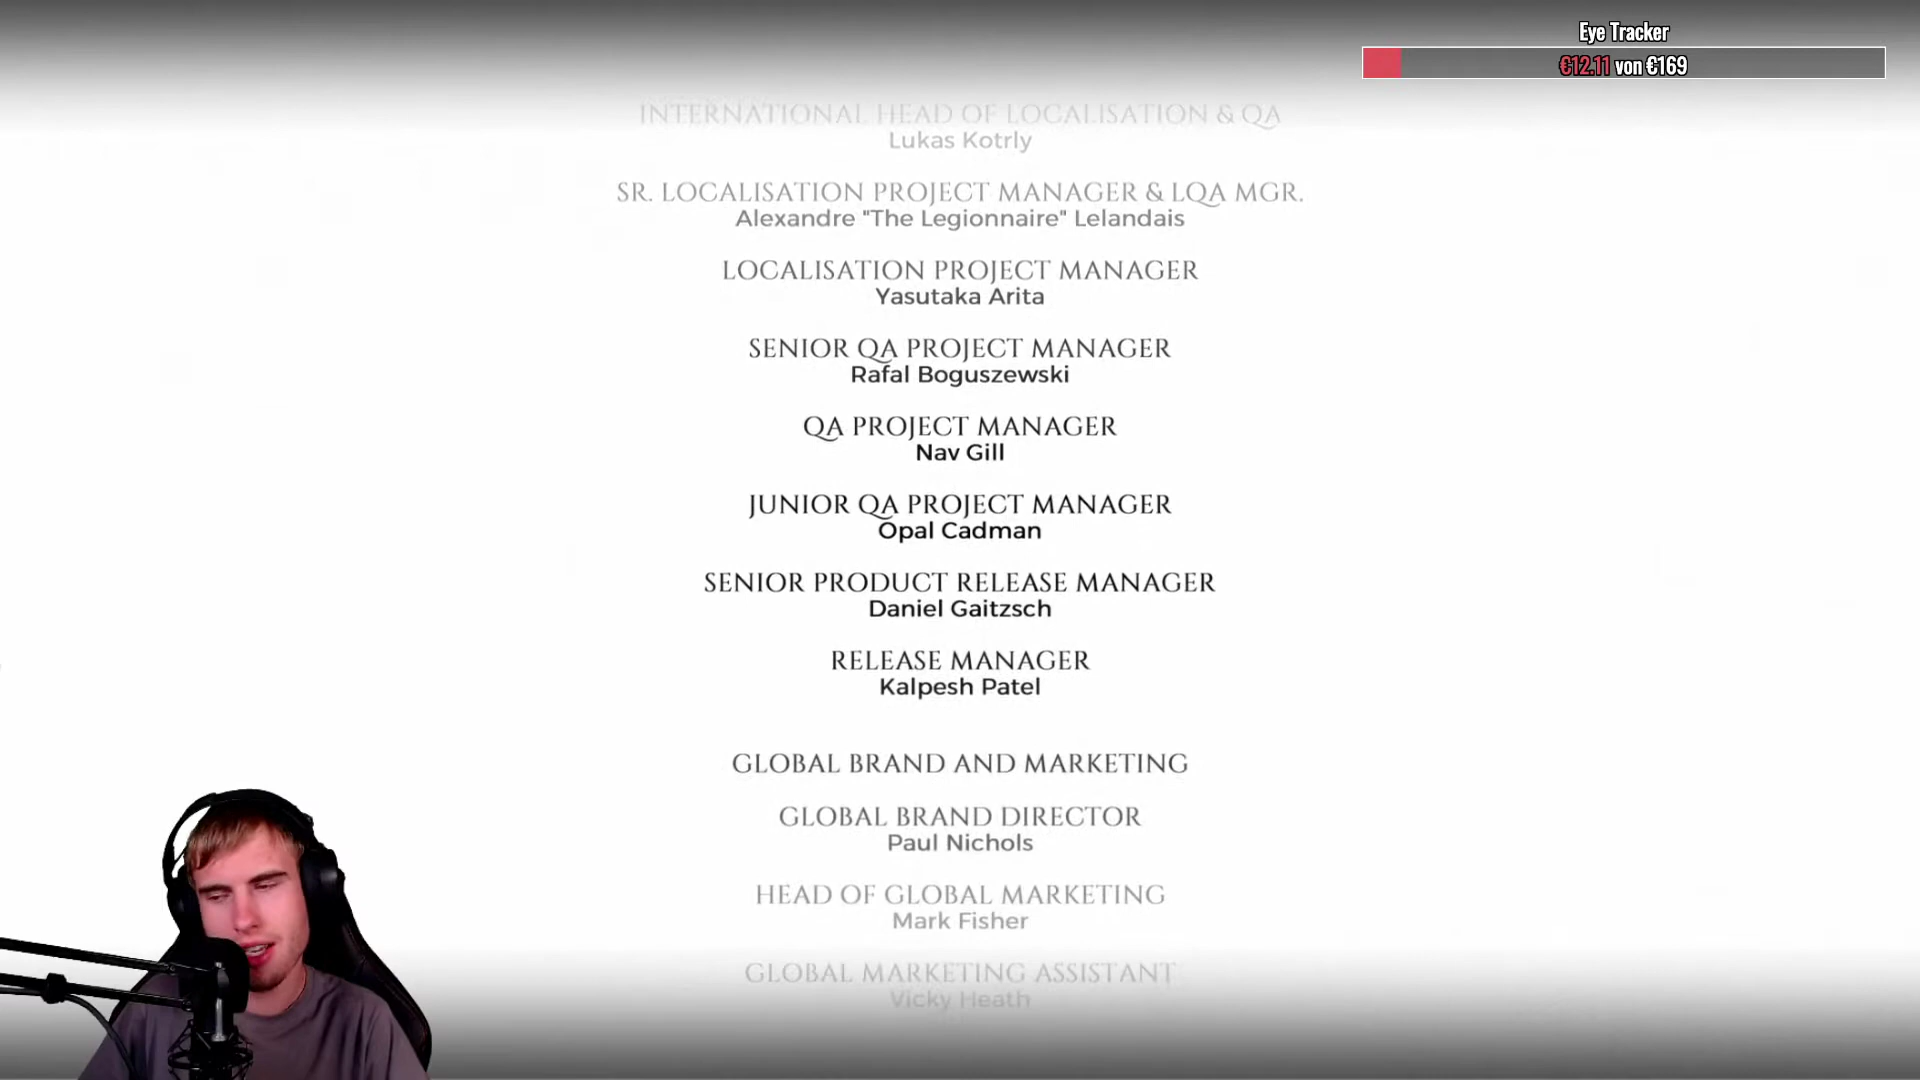 Eye Tracker
€12.11 von €169
INTERNATIONAL HEAD OF LOCALISATION & QA
Lukas Kotrly
SR. LOCALISATION PROJECT MANAGER & LQA MGR.
Alexandre "The Legionnaire" Lelandais
LOCALISATION PROJECT MANAGER
Yasutaka Arita
SENIOR QA PROJECT MANAGER
Rafal Boguszewski
QA PROJECT MANAGER
Nav Gill
JUNIOR QA PROJECT MANAGER
Opal Cadman
SENIOR PRODUCT RELEASE MANAGER
Daniel Gaitzsch
RELEASE MANAGER
Kalpesh Patel
GLOBAL BRAND AND MARKETING
GLOBAL BRAND DIRECTOR
Paul Nichols
HEAD OF GLOBAL MARKETING
Mark Fisher
GLOBAL MARKETING ASSISTANT
Vicky Heath